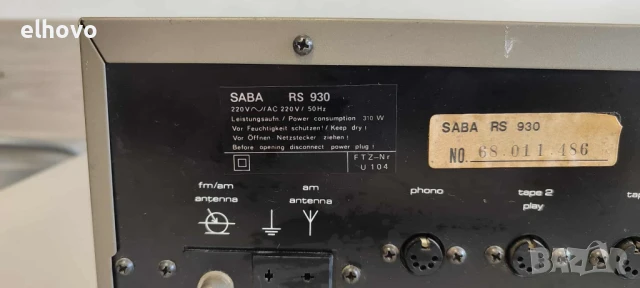 elhovo
SABA RS 930
220V ∿/AC 220V/ 50Hz
Leistungsaufn./ Power consumption 310 W
Vor Feuchtigkeit schützen! / Keep dry!
Vor Öffnen Netzstecker ziehen!
Before opening disconnect power plug!
FTZ-Nr
U 104
SABA RS 930
NO. 68.011.486
fm/am
antenna
am
antenna
phono
tape 2
play
bazar